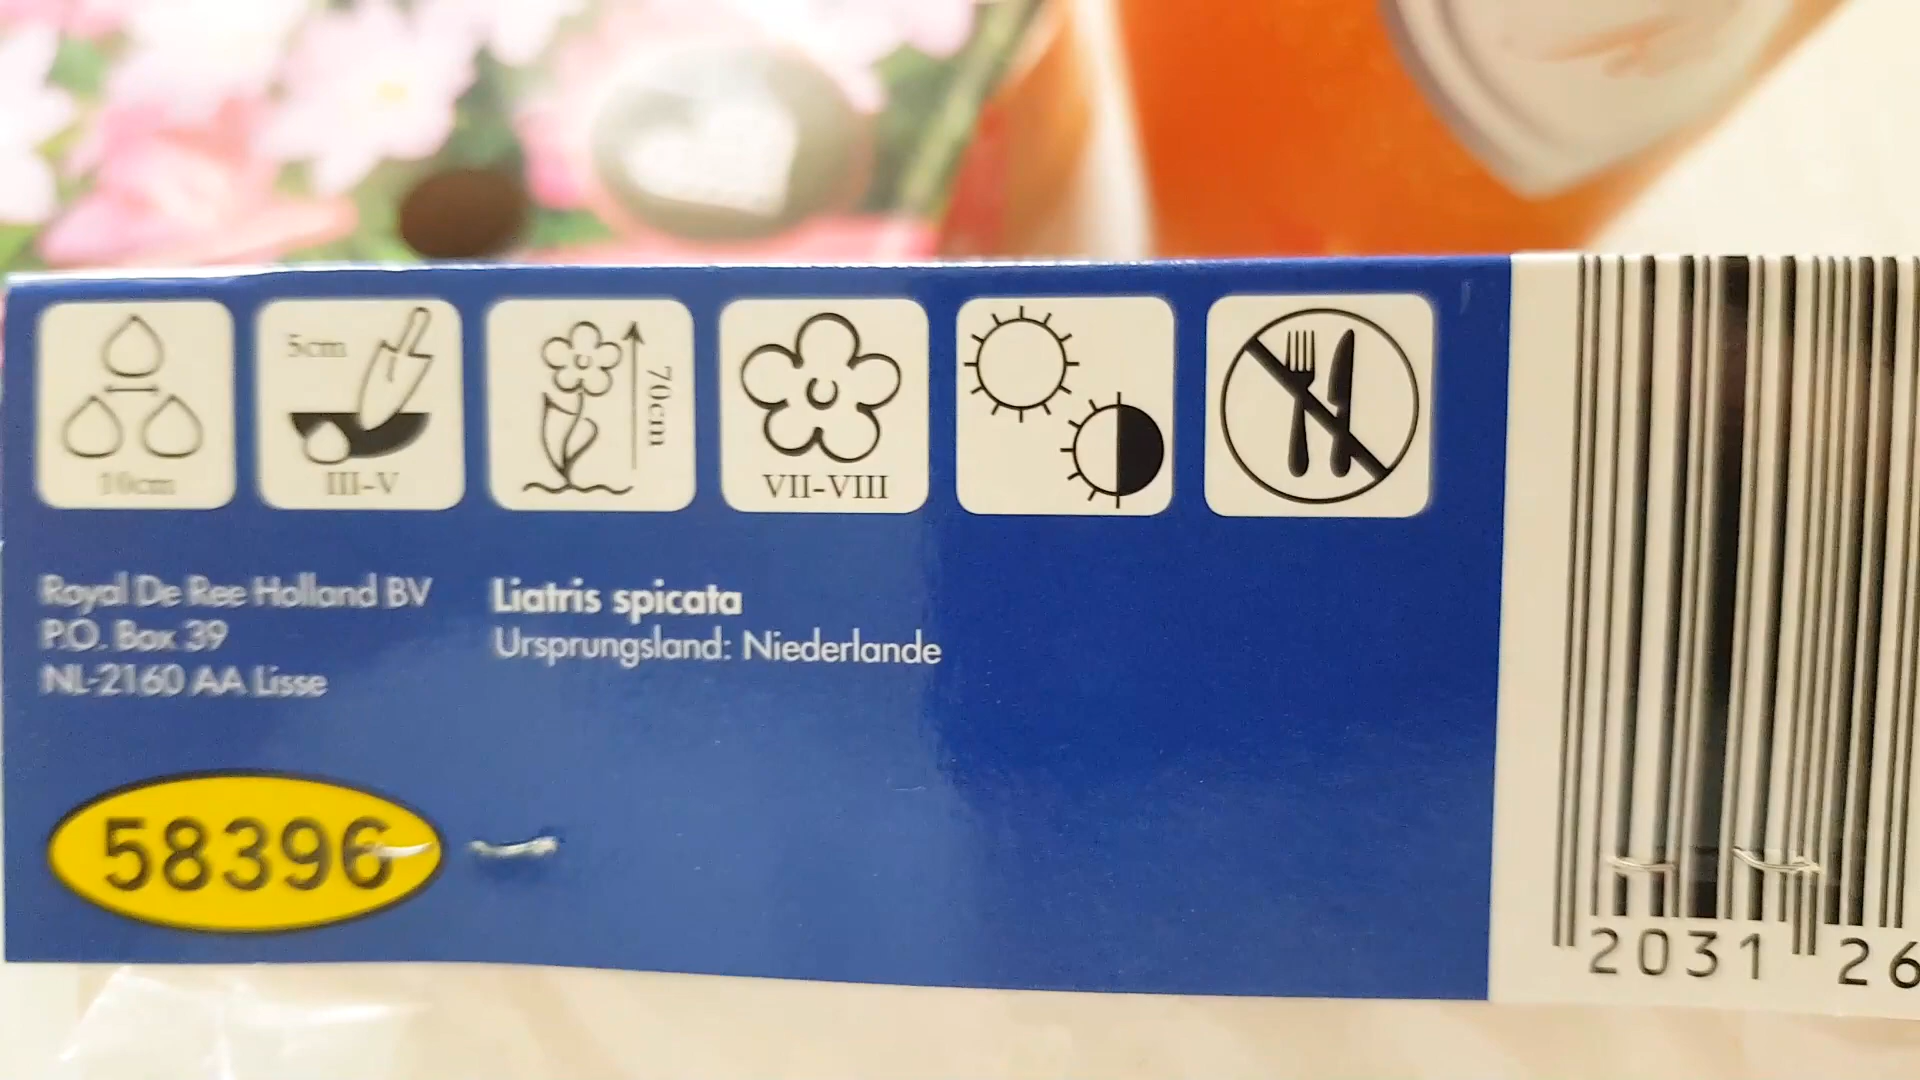 10cm
5cm
III-V
70cm
VII-VIII
Royal De Ree Holland BV
P.O. Box 39
NL-2160 AA Lisse
Liatris spicata
Ursprungsland: Niederlande
58396
2031 26